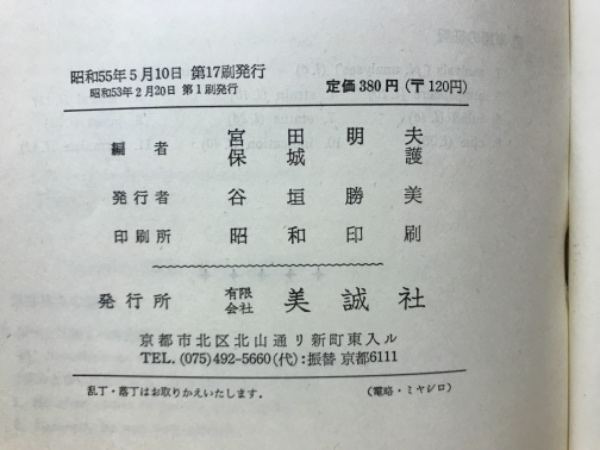 昭和55年5月10日 第17刷発行
昭和53年2月20日 第1刷発行
定価380円(〒120円)
編者 宮田明夫
保城護
発行者 谷垣勝美
印刷所 昭和印刷
発行所 有限会社 美誠社
京都市北区北山通リ新町東入ル
TEL. (075)492-5660(代):振替 京都6111
乱丁・落丁はお取りかえいたします。
(電略・ミヤシロ)